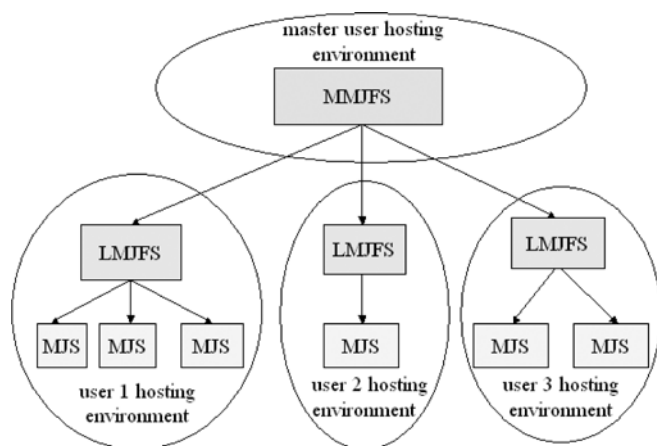 master user hosting
environment
MMJFS
LMJFS
LMJFS
LMJFS
MJS
MJS
MJS
MJS
MJS
MJS
user 1 hosting
environment
user 2 hosting
environment
user 3 hosting
environment